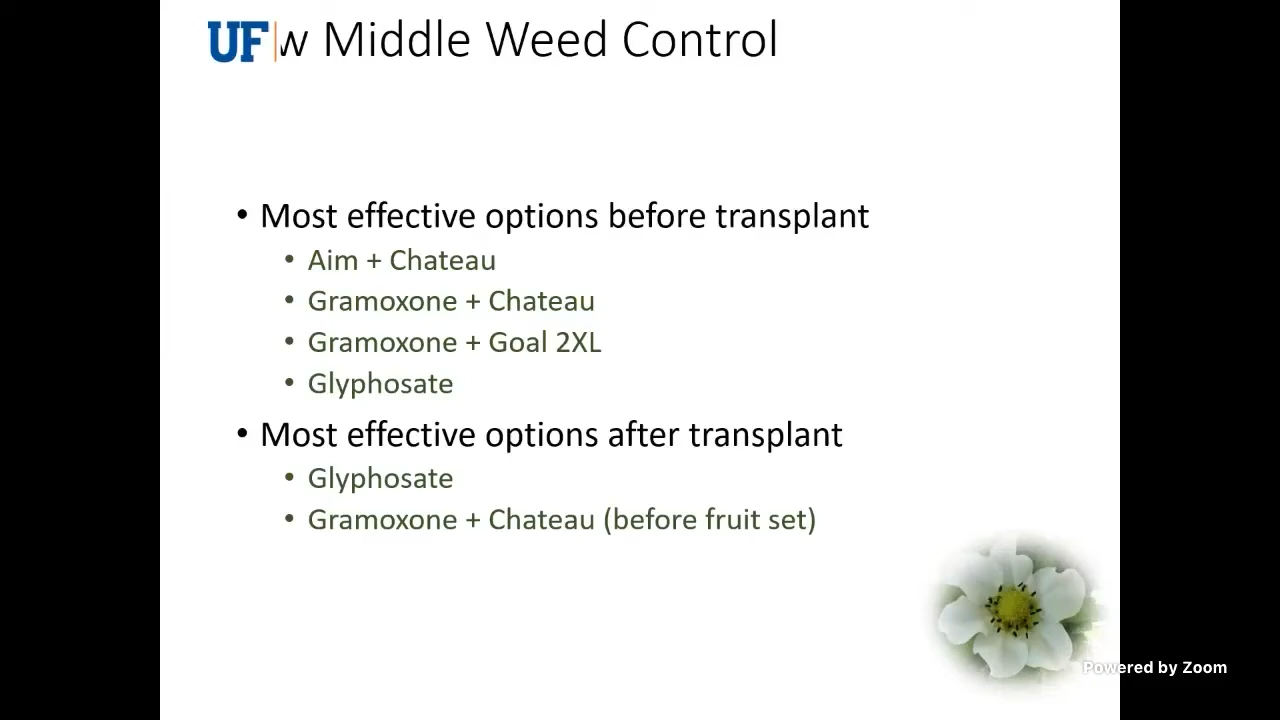 UF w Middle Weed Control
• Most effective options before transplant
• Aim + Chateau
• Gramoxone + Chateau
• Gramoxone + Goal 2XL
• Glyphosate
• Most effective options after transplant
• Glyphosate
• Gramoxone + Chateau (before fruit set)
Powered by Zoom